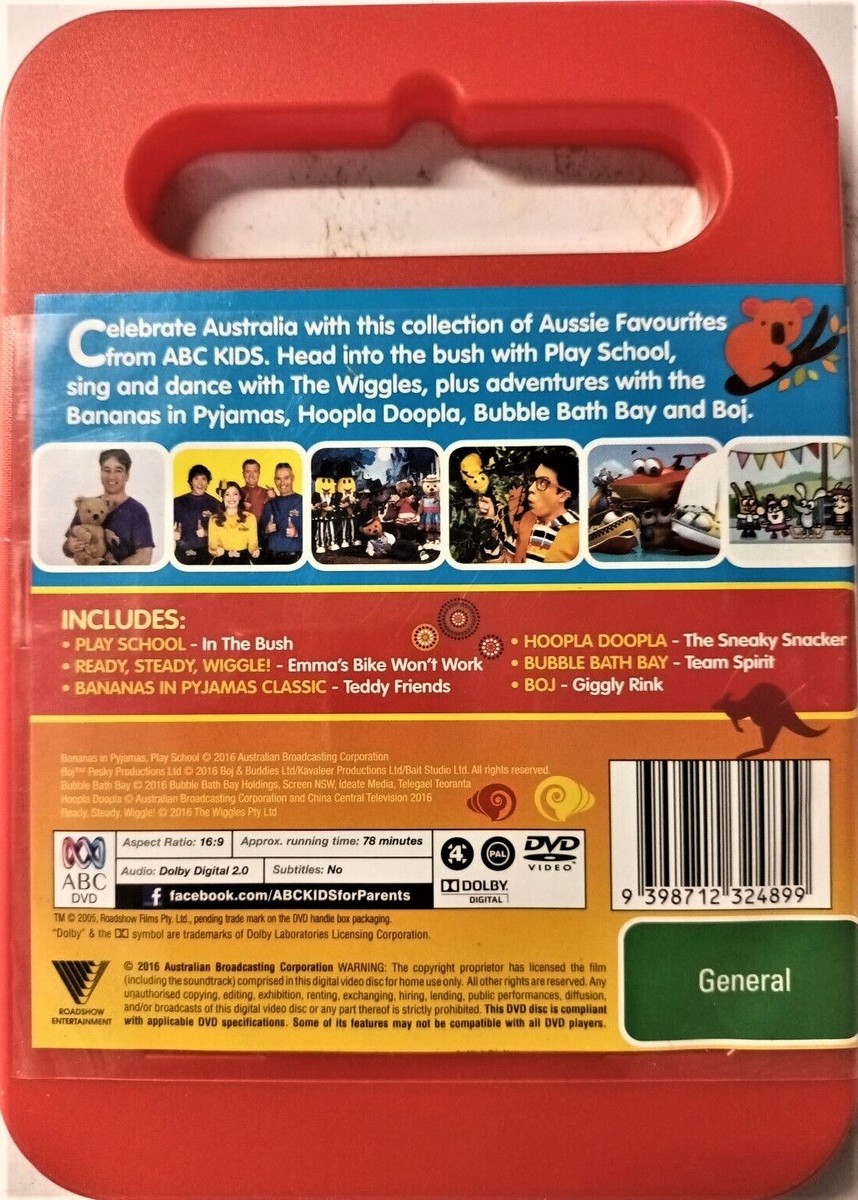 Celebrate Australia with this collection of Aussie Favourites
from ABC KIDS. Head into the bush with Play School,
sing and dance with The Wiggles, plus adventures with the
Bananas in Pyjamas, Hoopla Doopla, Bubble Bath Bay and Boj.
INCLUDES:
• PLAY SCHOOL - In The Bush
• READY, STEADY, WIGGLE! - Emma's Bike Won't Work
• BANANAS IN PYJAMAS CLASSIC - Teddy Friends
• HOOPLA DOOPLA - The Sneaky Snacker
• BUBBLE BATH BAY - Team Spirit
• BOJ - Giggly Rink
Bananas in Pyjamas, Play School © 2016 Australian Broadcasting Corporation
Boj™ Pesky Productions Ltd © 2016 Boj & Buddies Ltd/Kavaleer Productions Ltd/Bait Studio Ltd. All rights reserved.
Bubble Bath Bay © 2016 Bubble Bath Bay Holdings, Screen NSW, Ideate Media, Telegael Teoranta
Hoopla Doopla © Australian Broadcasting Corporation and China Central Television 2016
Ready, Steady, Wiggle! © 2016 The Wiggles Pty Ltd
ABC
DVD
Aspect Ratio: 16:9
Approx. running time: 78 minutes
Audio: Dolby Digital 2.0
Subtitles: No
f facebook.com/ABCKIDSforParents
4
PAL
DVD
VIDEO™
DOLBY
DIGITAL
9 398712 324899
TM © 2005, Roadshow Films Pty. Ltd., pending trade mark on the DVD handle box packaging.
"Dolby" & the DD symbol are trademarks of Dolby Laboratories Licensing Corporation.
ROADSHOW
ENTERTAINMENT
© 2016 Australian Broadcasting Corporation WARNING: The copyright proprietor has licensed the film
(including the soundtrack) comprised in this digital video disc for home use only. All other rights are reserved. Any
unauthorised copying, editing, exhibition, renting, exchanging, hiring, lending, public performances, diffusion,
and/or broadcasts of this digital video disc or any part thereof is strictly prohibited. This DVD disc is compliant
with applicable DVD specifications. Some of its features may not be compatible with all DVD players.
General